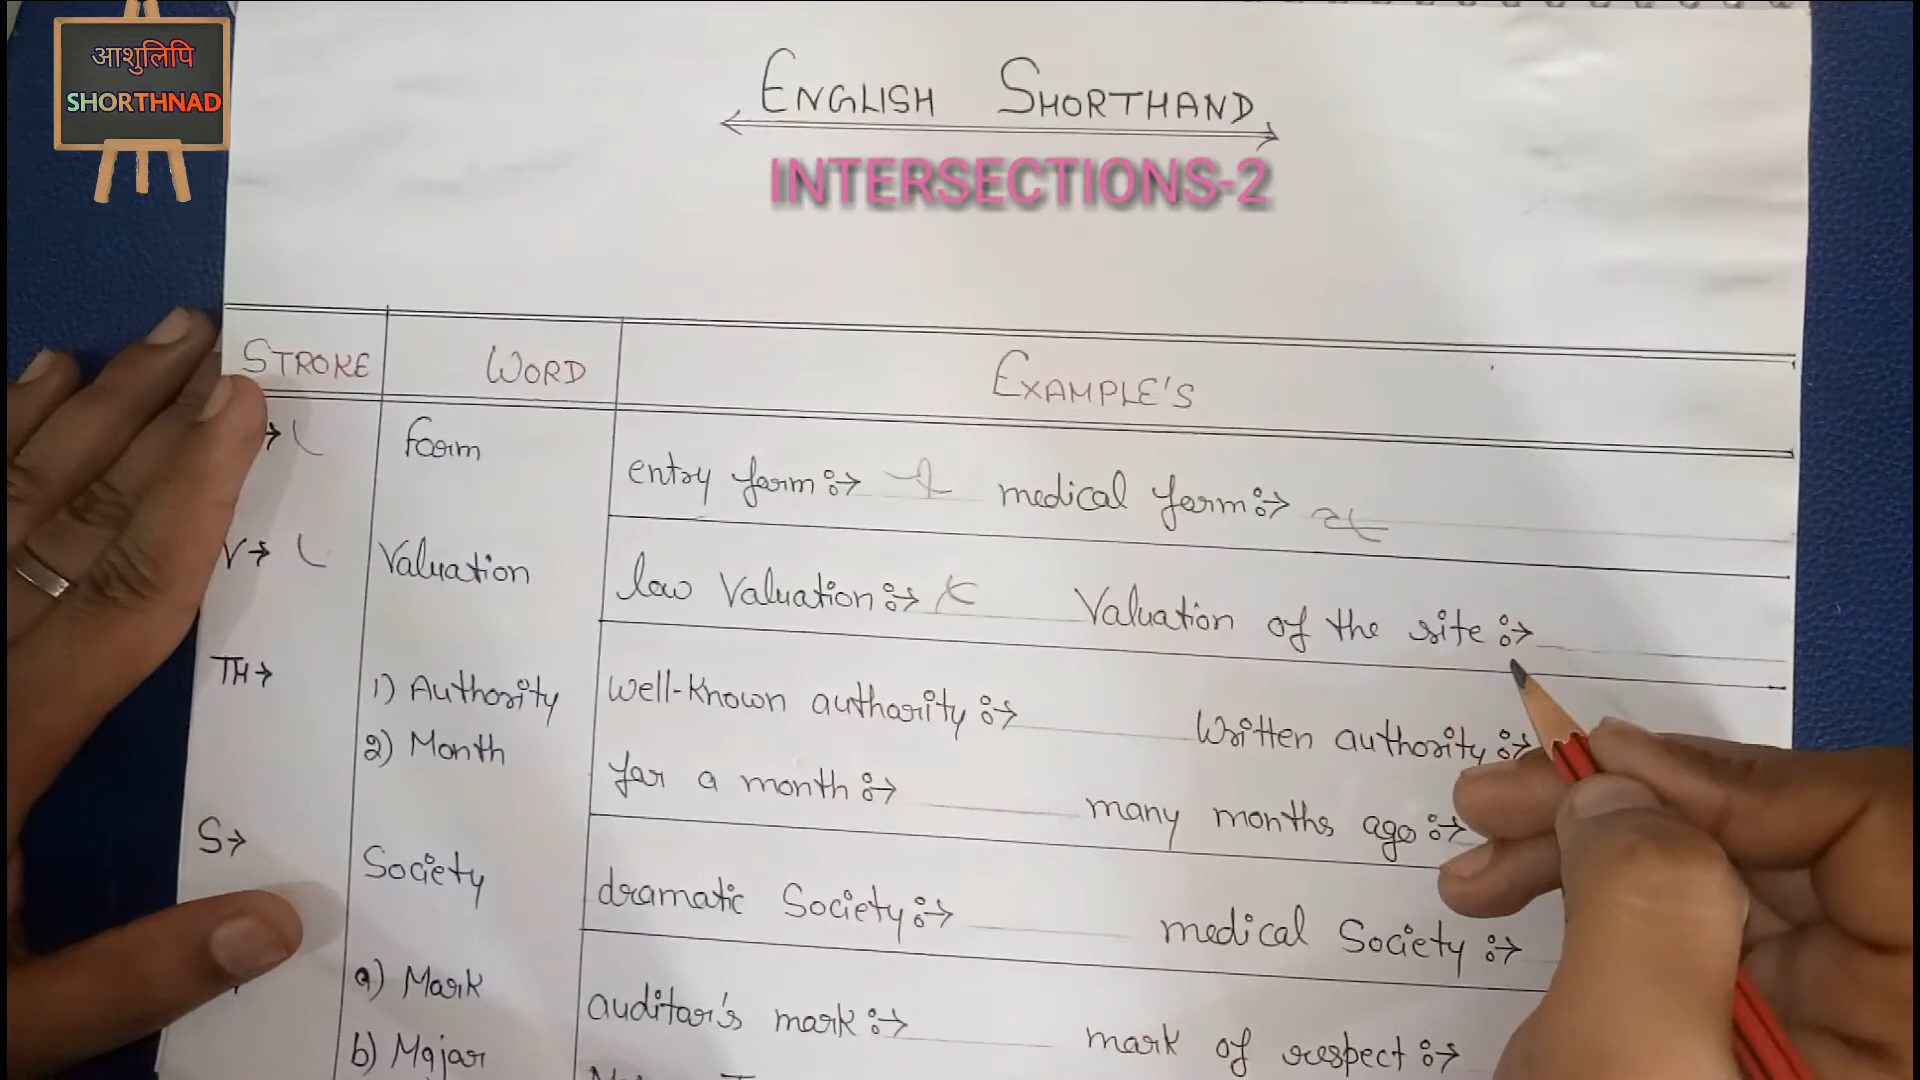 आशुलिपि
SHORTHNAD
ENGLISH SHORTHAND
INTERSECTIONS-2
STROKE WORD EXAMPLE'S
Form entry form medical form
V Valuation low Valuation Valuation of the site
TH 1) Authority well-known authority Written authority
2) Month for a month many months ago
S Society dramatic Society medical Society
a) Mark auditor's mark mark of respect
b) Major